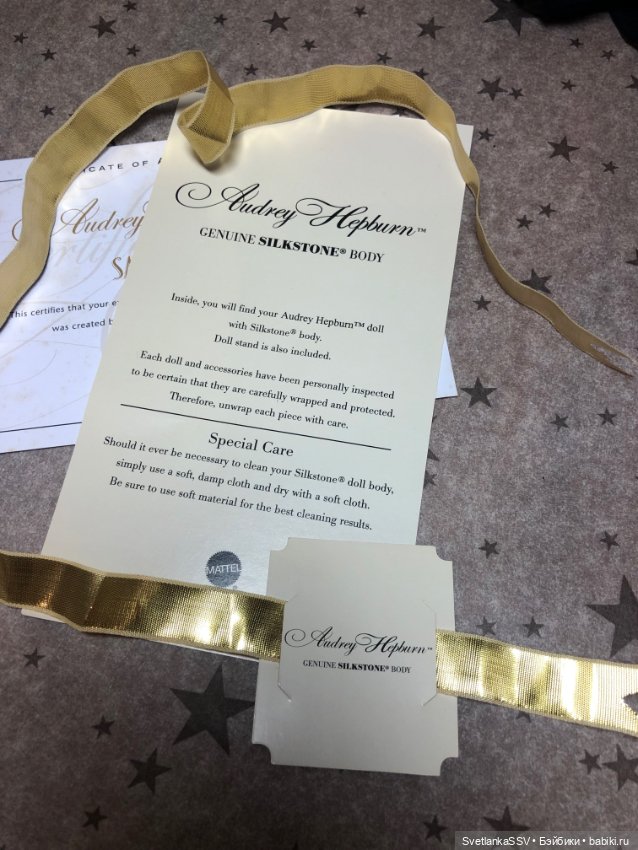 CATE OF A
Audrey
This certifies that your e
was created b
Audrey Hepburn™
GENUINE SILKSTONE® BODY
Inside, you will find your Audrey Hepburn™ doll
with Silkstone® body.
Doll stand is also included.
Each doll and accessories have been personally inspected
to be certain that they are carefully wrapped and protected.
Therefore, unwrap each piece with care.
Special Care
Should it ever be necessary to clean your Silkstone® doll body,
simply use a soft, damp cloth and dry with a soft cloth.
Be sure to use soft material for the best cleaning results.
MATTEL
Audrey Hepburn™
GENUINE SILKSTONE® BODY
SvetlankaSSV • Бэйбики • babiki.ru